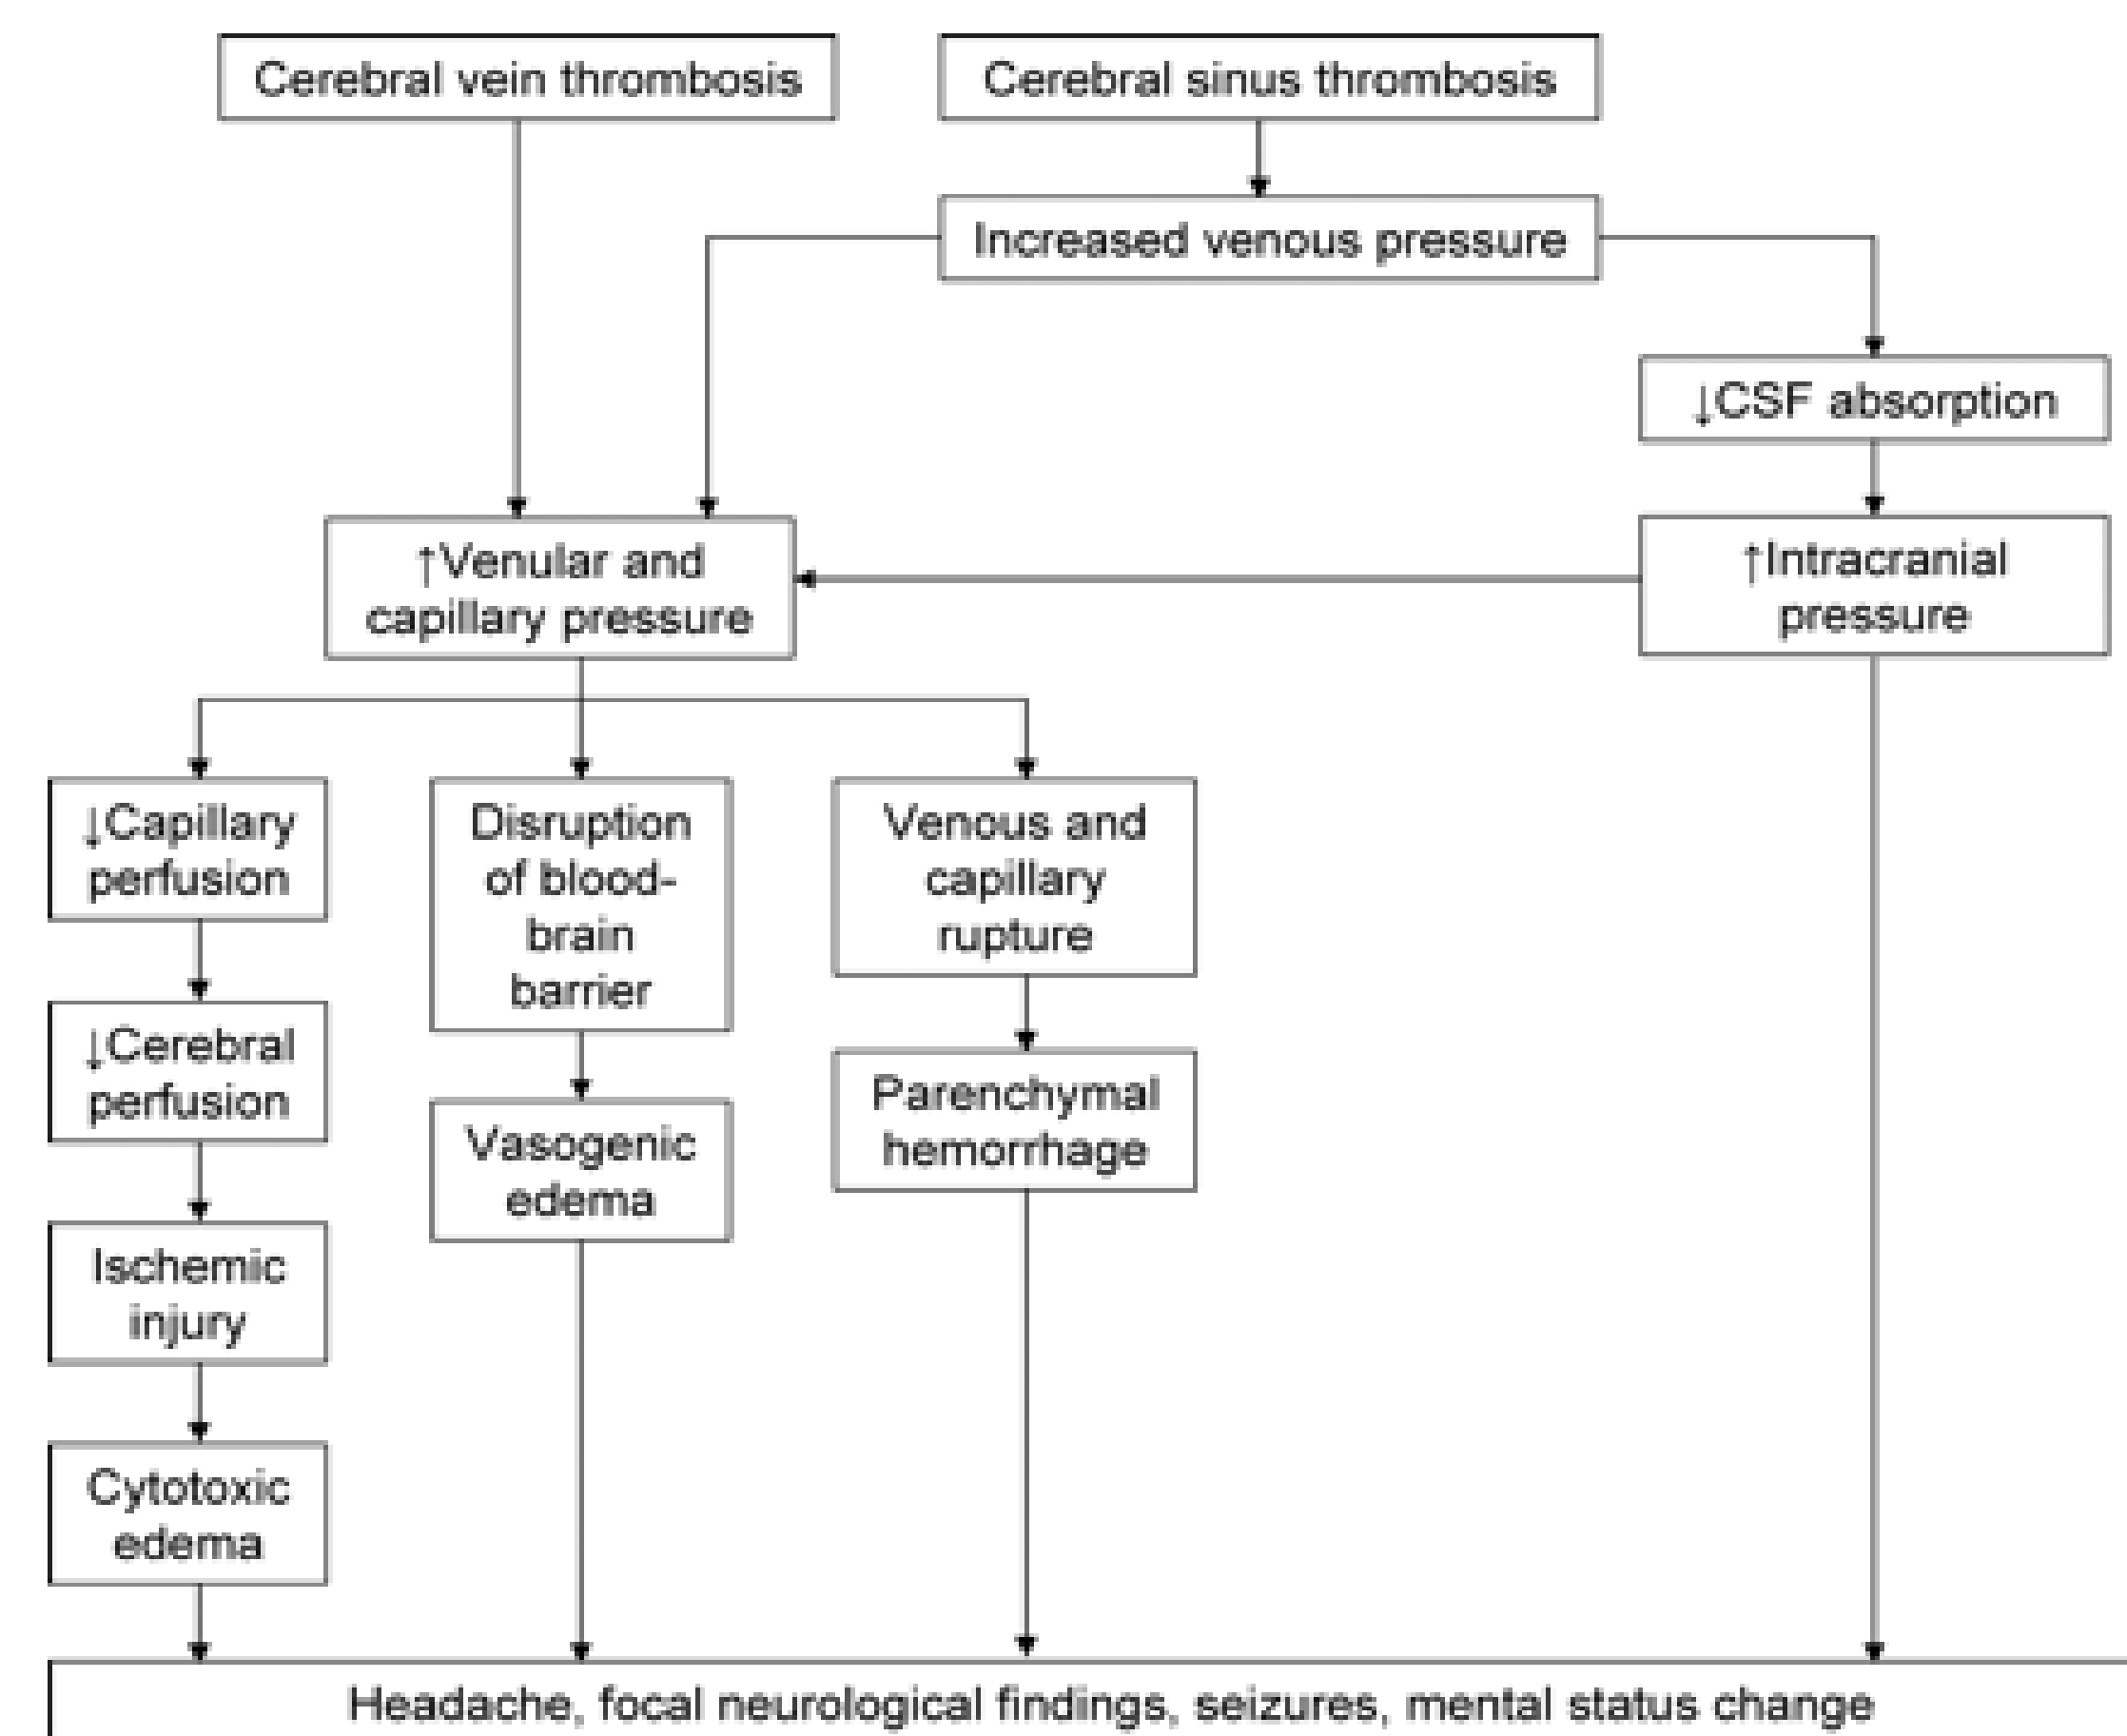 Cerebral vein thrombosis
Cerebral sinus thrombosis
Increased venous pressure
↓CSF absorption
↑Venular and
capillary pressure
↑Intracranial
pressure
↓Capillary
perfusion
Disruption
of blood-
brain
barrier
Venous and
capillary
rupture
↓Cerebral
perfusion
Vasogenic
edema
Parenchymal
hemorrhage
Ischemic
injury
Cytotoxic
edema
Headache, focal neurological findings, seizures, mental status change